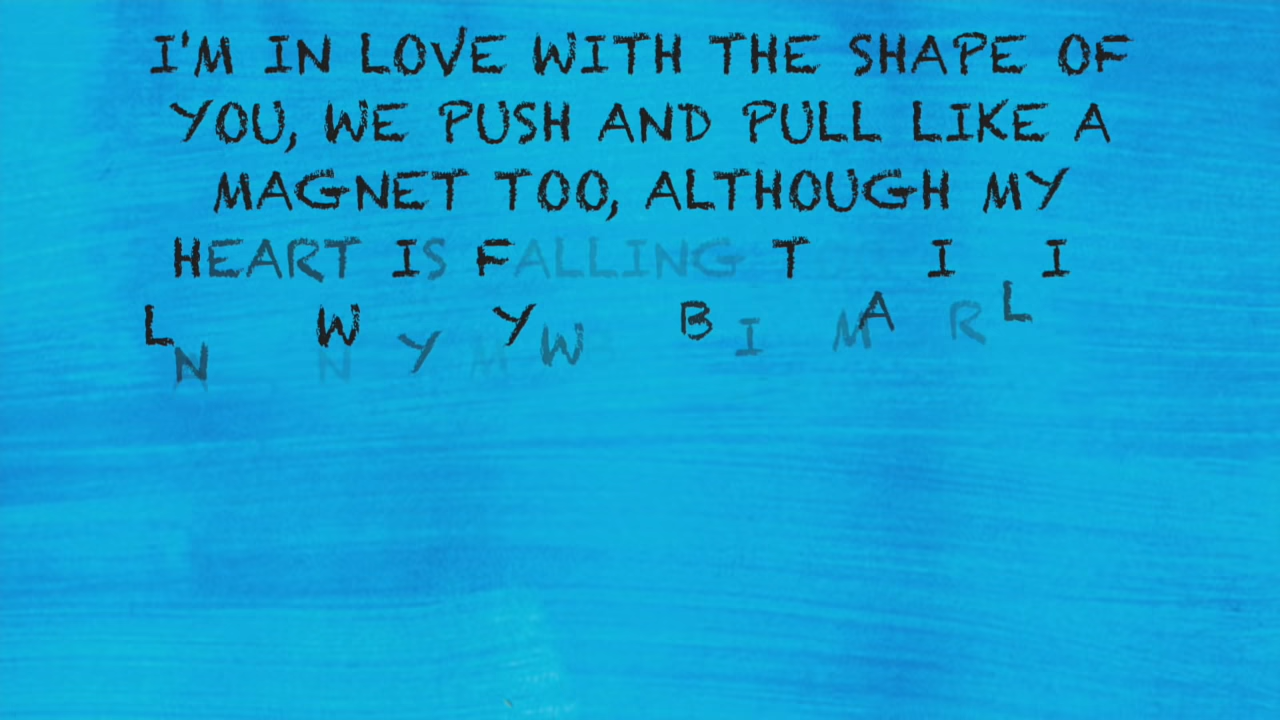 I'M IN LOVE WITH THE SHAPE OF
YOU, WE PUSH AND PULL LIKE A
MAGNET TOO, ALTHOUGH MY
HEART IS FALLING